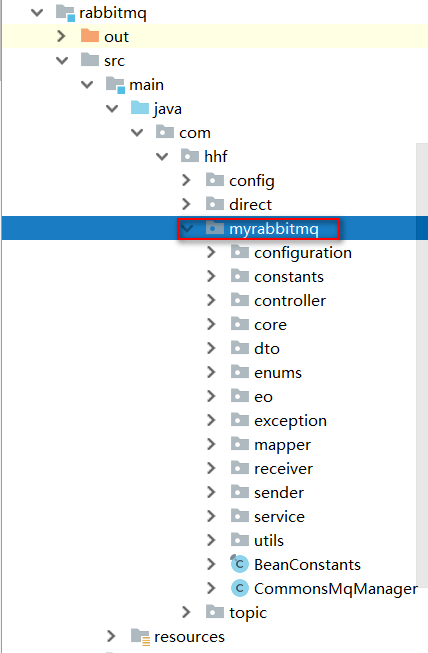 rabbitmq
out
src
main
java
com
hhf
config
direct
myrabbitmq
configuration
constants
controller
core
dto
enums
eo
exception
mapper
receiver
sender
service
utils
C BeanConstants
C CommonsMqManager
topic
resources